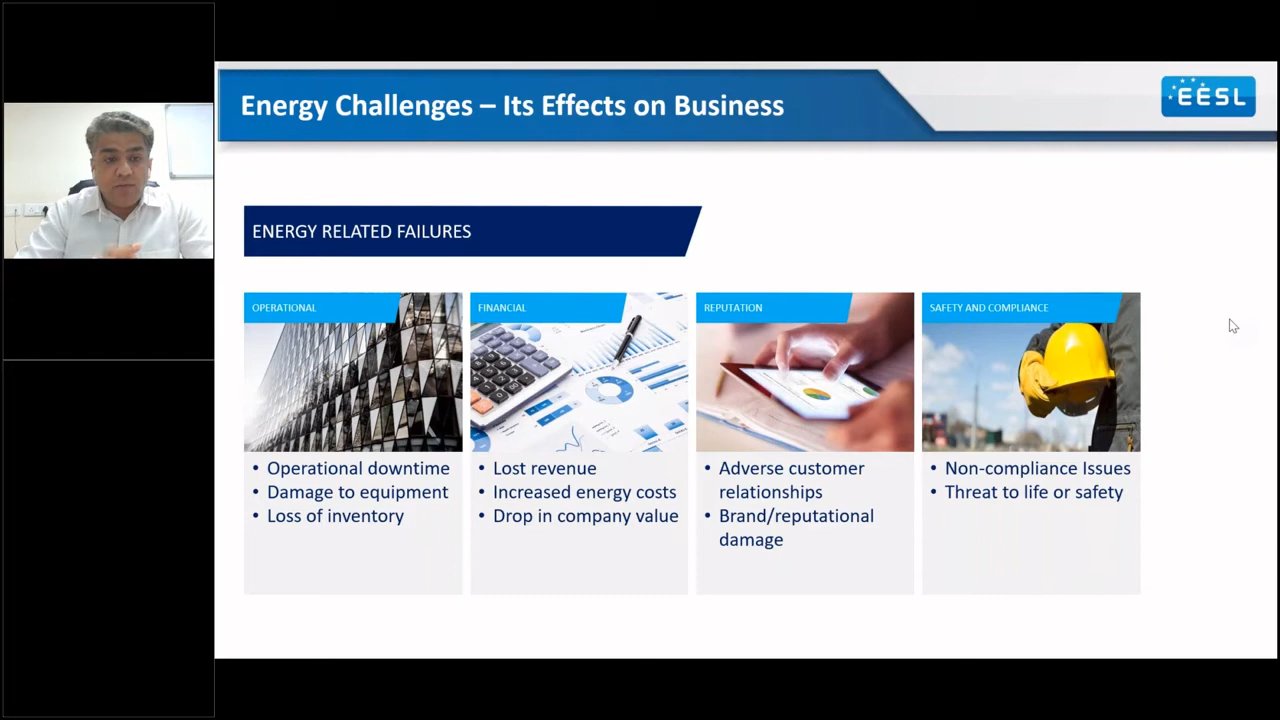 Energy Challenges – Its Effects on Business
EESL
ENERGY RELATED FAILURES
OPERATIONAL
• Operational downtime
• Damage to equipment
• Loss of inventory
FINANCIAL
• Lost revenue
• Increased energy costs
• Drop in company value
REPUTATION
• Adverse customer
relationships
• Brand/reputational
damage
SAFETY AND COMPLIANCE
• Non-compliance Issues
• Threat to life or safety